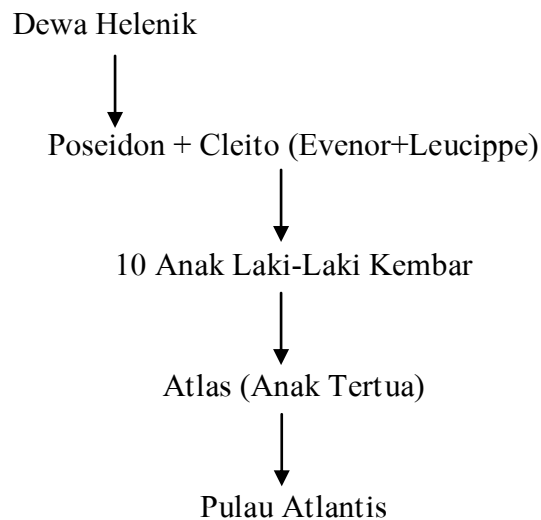 Dewa Helenik
Poseidon + Cleito (Evenor+Leucippe)
10 Anak Laki-Laki Kembar
Atlas (Anak Tertua)
Pulau Atlantis